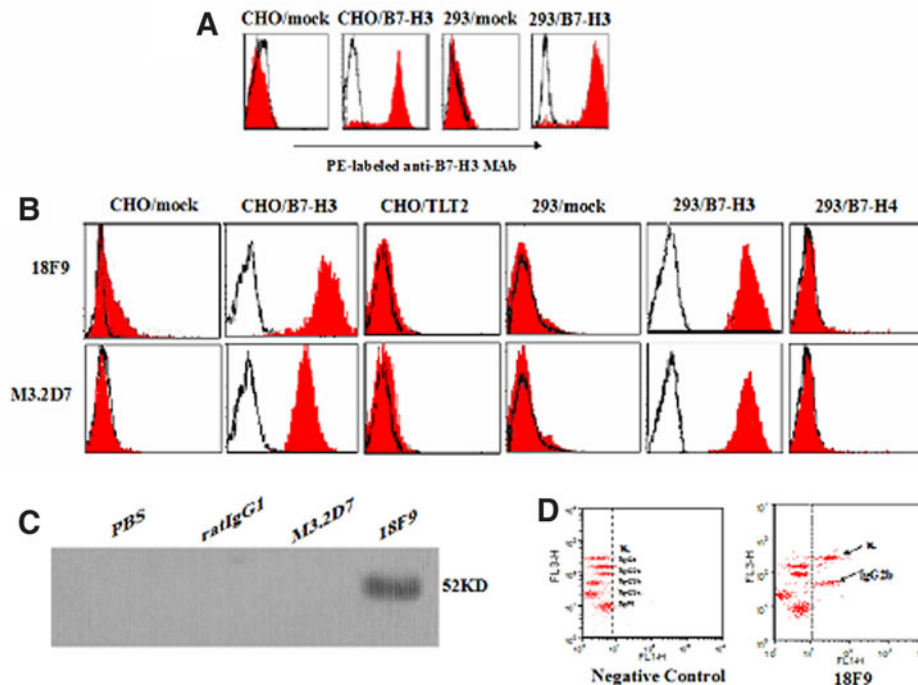 A
CHO/mock CHO/B7-H3 293/mock 293/B7-H3
PE-labeled anti-B7-H3 MAb
B
CHO/mock CHO/B7-H3 CHO/TLT2 293/mock 293/B7-H3 293/B7-H4
18F9
M3.2D7
C
PBS ratIgG1 M3.2D7 18F9
52KD
D
FL3-H
FL1-H
Negative Control
FL3-H
IgG2b
FL1-H
18F9